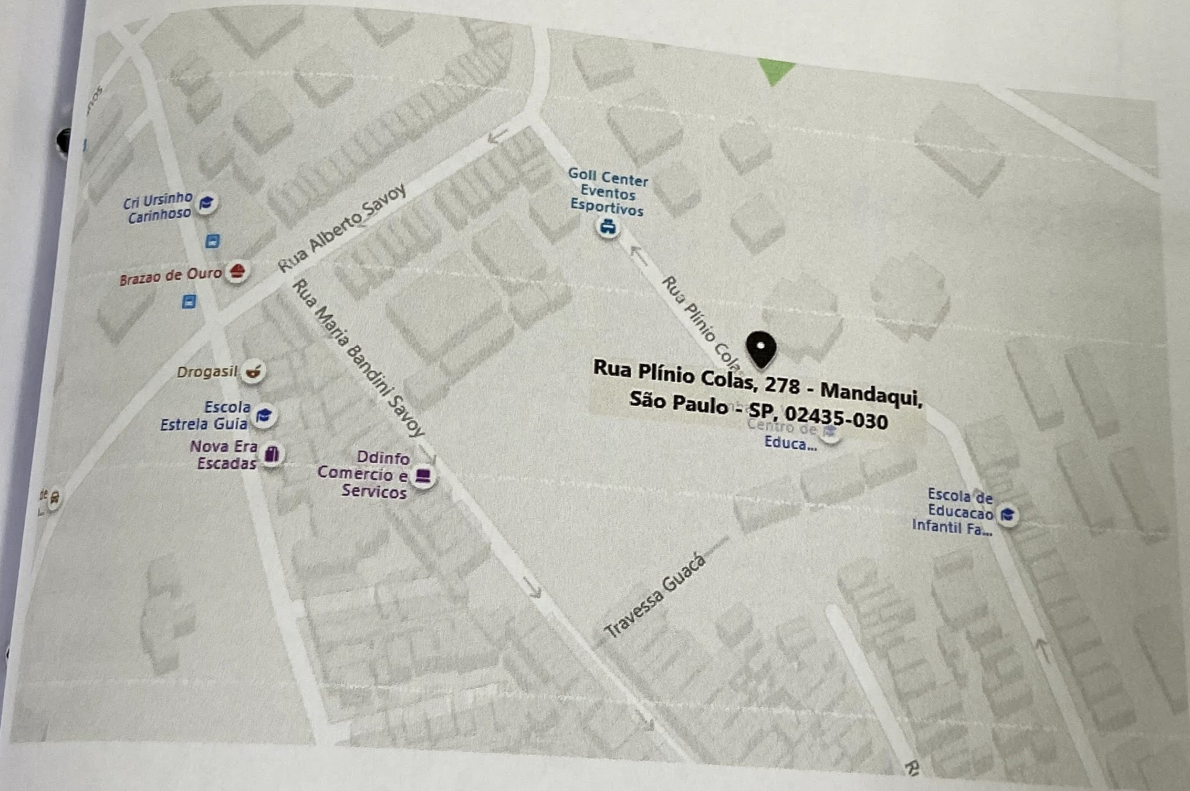 Goll Center
Eventos
Esportivos
Cri Ursinho
Carinhoso
Rua Alberto Savoy
Brazao de Ouro
Rua Maria Bandini Savoy
Rua Plínio Colas
Rua Plínio Colas, 278 - Mandaqui,
São Paulo - SP, 02435-030
Centro de
Educa...
Drogasil
Escola
Estrela Guia
Nova Era
Escadas
Ddinfo
Comercio e
Servicos
Escola de
Educacao
Infantil Fa...
Travessa Guacá